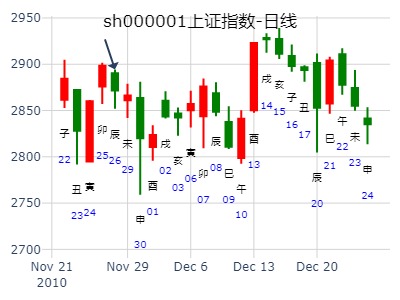 sh000001上证指数-日线
2950
2900
2850
2800
2750
2700
子
22
丑
23
寅
24
卯
25
辰
26
未
29
申
30
酉
01
戌
02
亥
03
寅
06
卯
07
辰
08
巳
09
午
10
酉
13
戌
14
亥
15
子
16
丑
17
辰
20
巳
21
午
22
未
23
申
24
Nov 21
2010
Nov 29
Dec 6
Dec 13
Dec 20